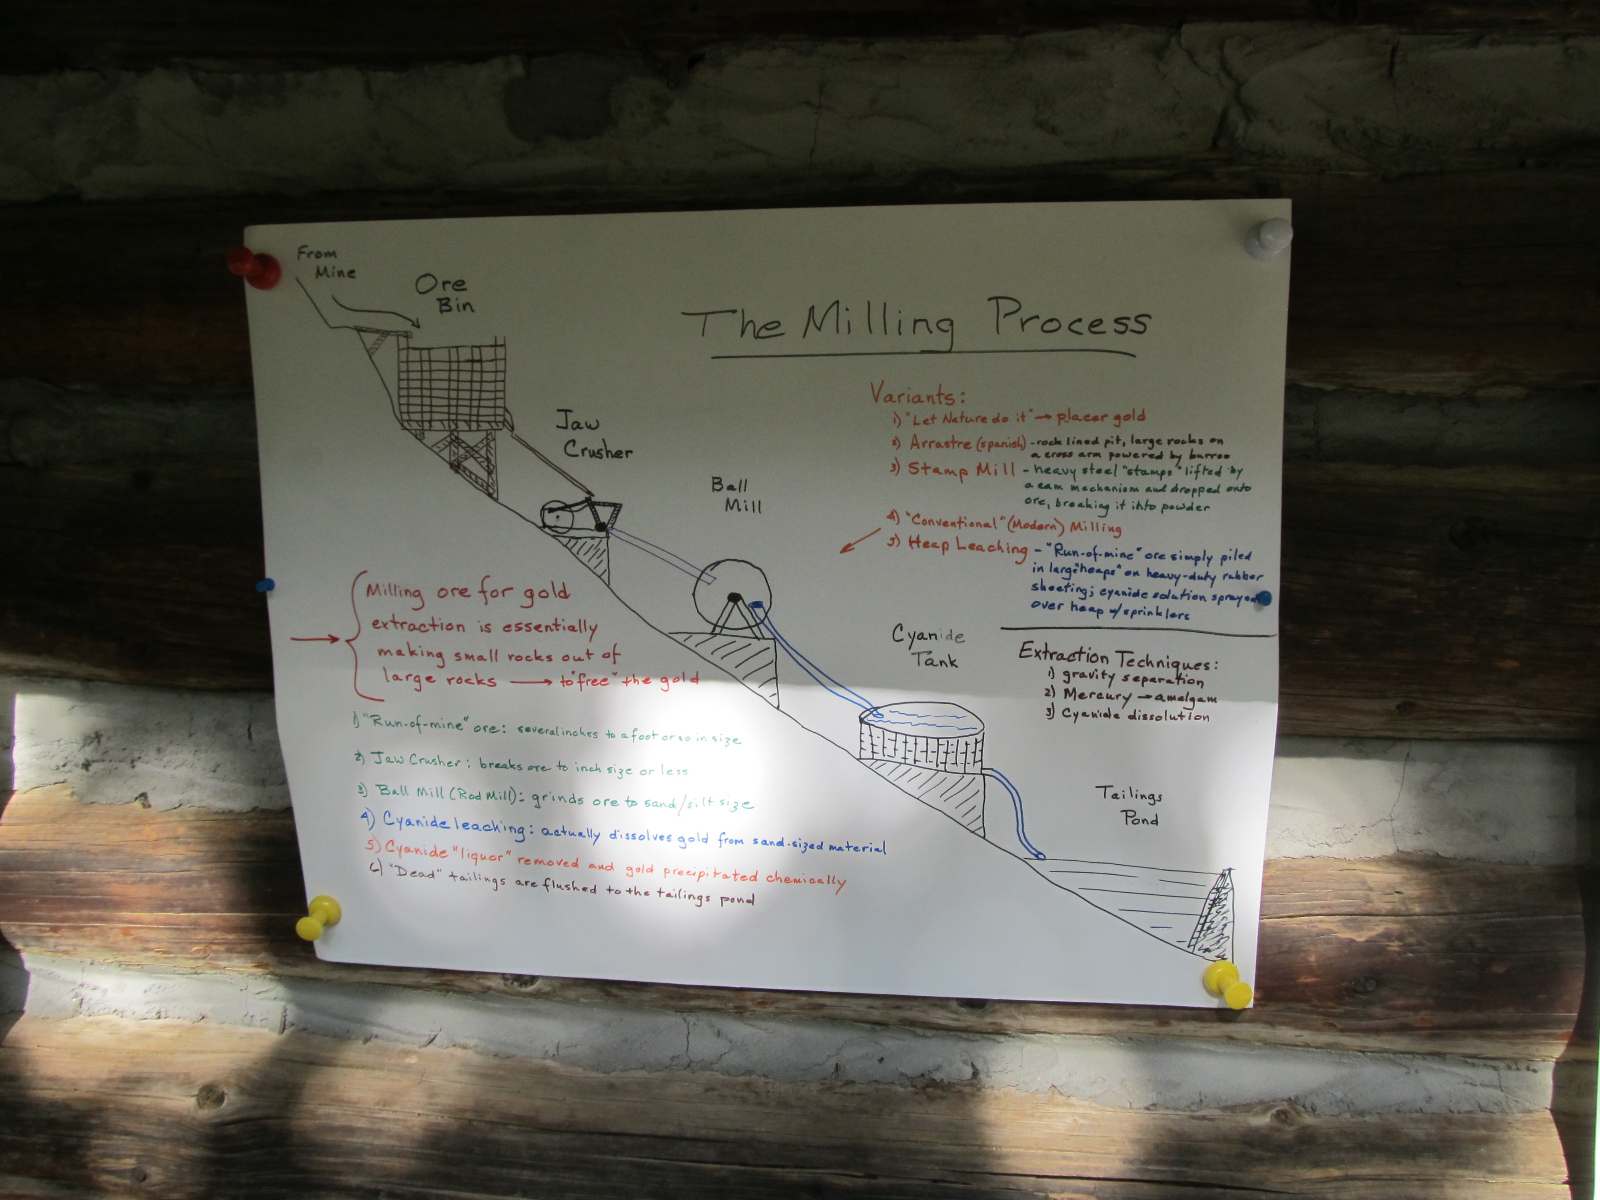 From
Mine
Ore
Bin
The Milling Process
Jaw
Crusher
Ball
Mill
Variants:
1) "Let Nature do it" → placer gold
2) Arrastre (spanish) - rock lined pit, large rocks on
a cross arm powered by burros
3) Stamp Mill - heavy steel "stamps" lifted by
a cam mechanism and dropped onto
ore, breaking it into powder
4) "Conventional" (Modern) Milling
5) Heap Leaching - "Run-of-mine" ore simply piled
in large "heaps" on heavy-duty rubber
sheeting; cyanide solution sprayed
over heap w/ sprinklers
Milling ore for gold
extraction is essentially
making small rocks out of
large rocks → to "free" the gold
Cyanide
Tank
Extraction Techniques:
1) gravity separation
2) Mercury → amalgam
3) Cyanide dissolution
1) "Run-of-mine" ore: several inches to a foot or so in size
2) Jaw Crusher: breaks ore to inch size or less
3) Ball Mill (Rod Mill): grinds ore to sand/silt size
4) Cyanide leaching: actually dissolves gold from sand-sized material
5) Cyanide "liquor" removed and gold precipitated chemically
6) "Dead" tailings are flushed to the tailings pond
Tailings
Pond